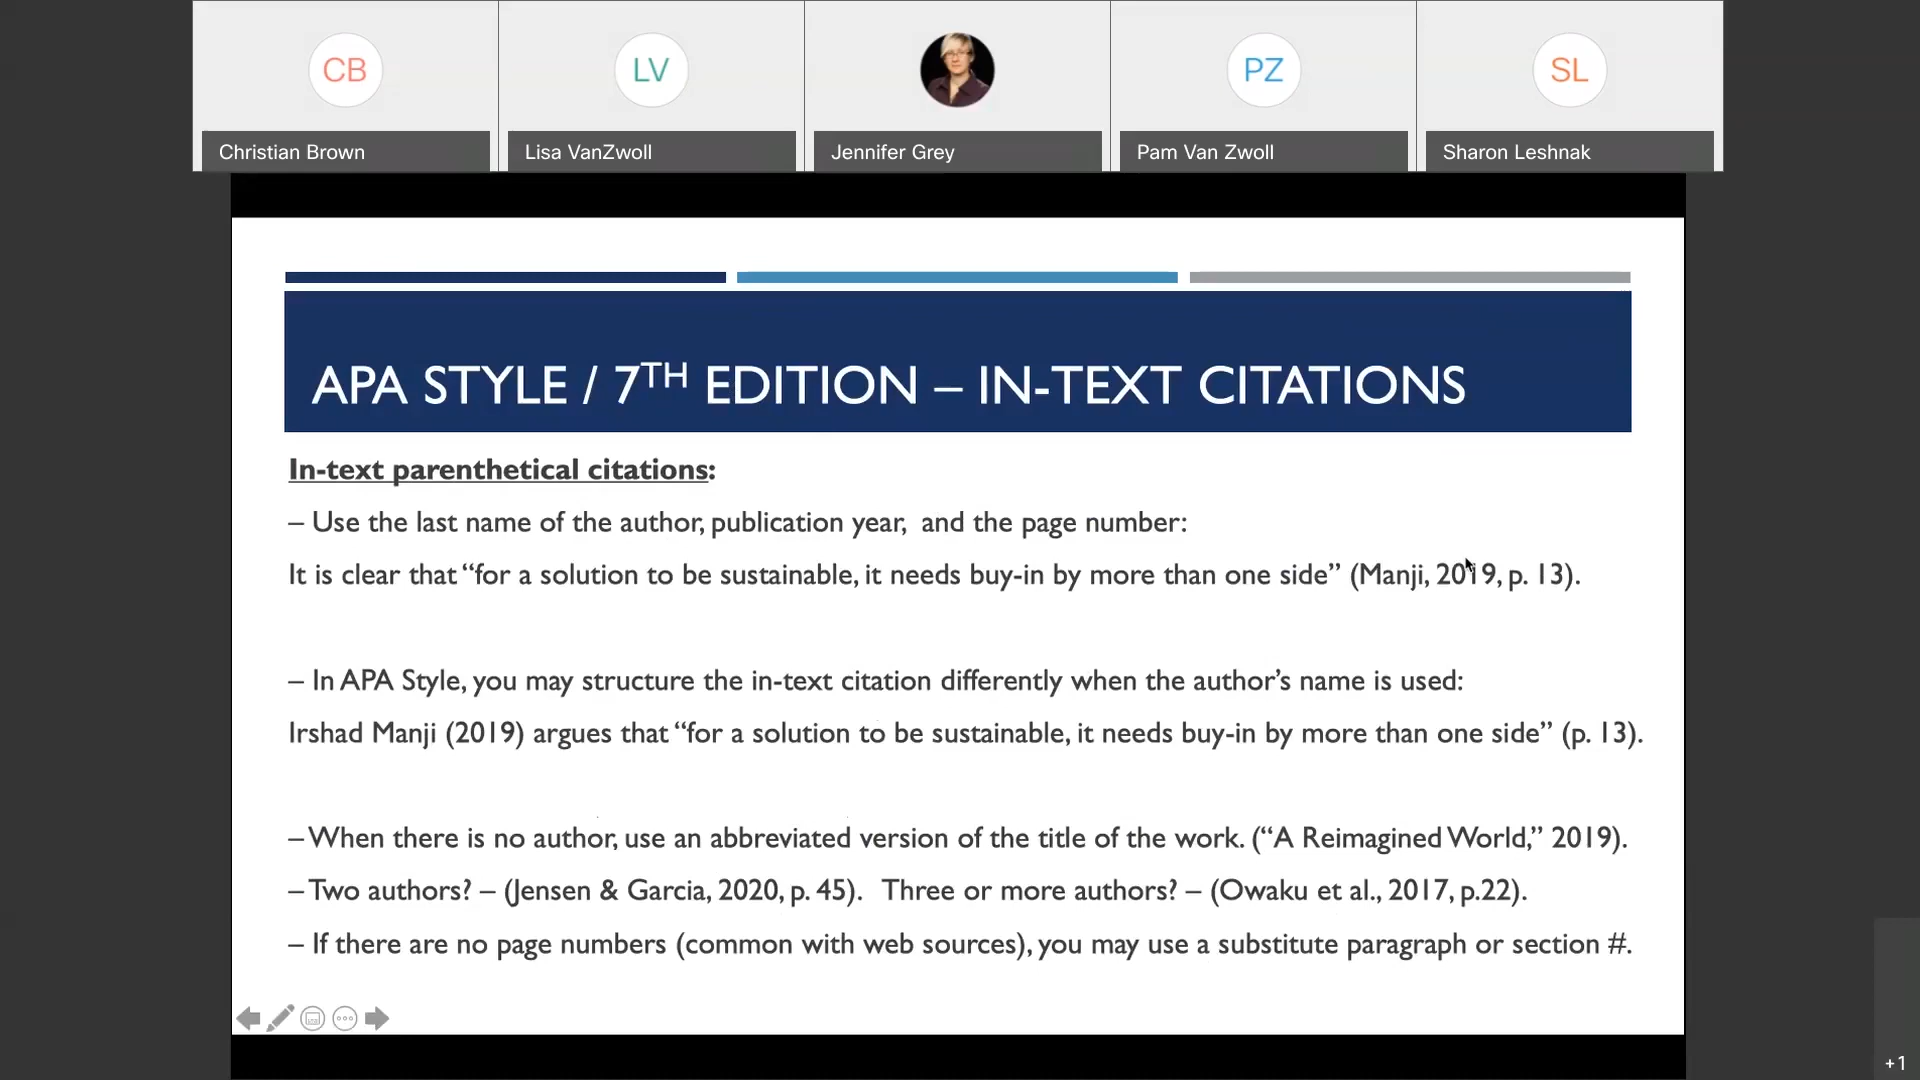 CB
LV
PZ
SL
Christian Brown
Lisa VanZwoll
Jennifer Grey
Pam Van Zwoll
Sharon Leshnak
APA STYLE / 7TH EDITION – IN-TEXT CITATIONS
In-text parenthetical citations:
– Use the last name of the author, publication year,  and the page number:
It is clear that “for a solution to be sustainable, it needs buy-in by more than one side” (Manji, 2019, p. 13).
– In APA Style, you may structure the in-text citation differently when the author’s name is used:
Irshad Manji (2019) argues that “for a solution to be sustainable, it needs buy-in by more than one side” (p. 13).
– When there is no author, use an abbreviated version of the title of the work. (“A Reimagined World,” 2019).
– Two authors? – (Jensen & Garcia, 2020, p. 45).  Three or more authors? – (Owaku et al., 2017, p.22).
– If there are no page numbers (common with web sources), you may use a substitute paragraph or section #.
+1